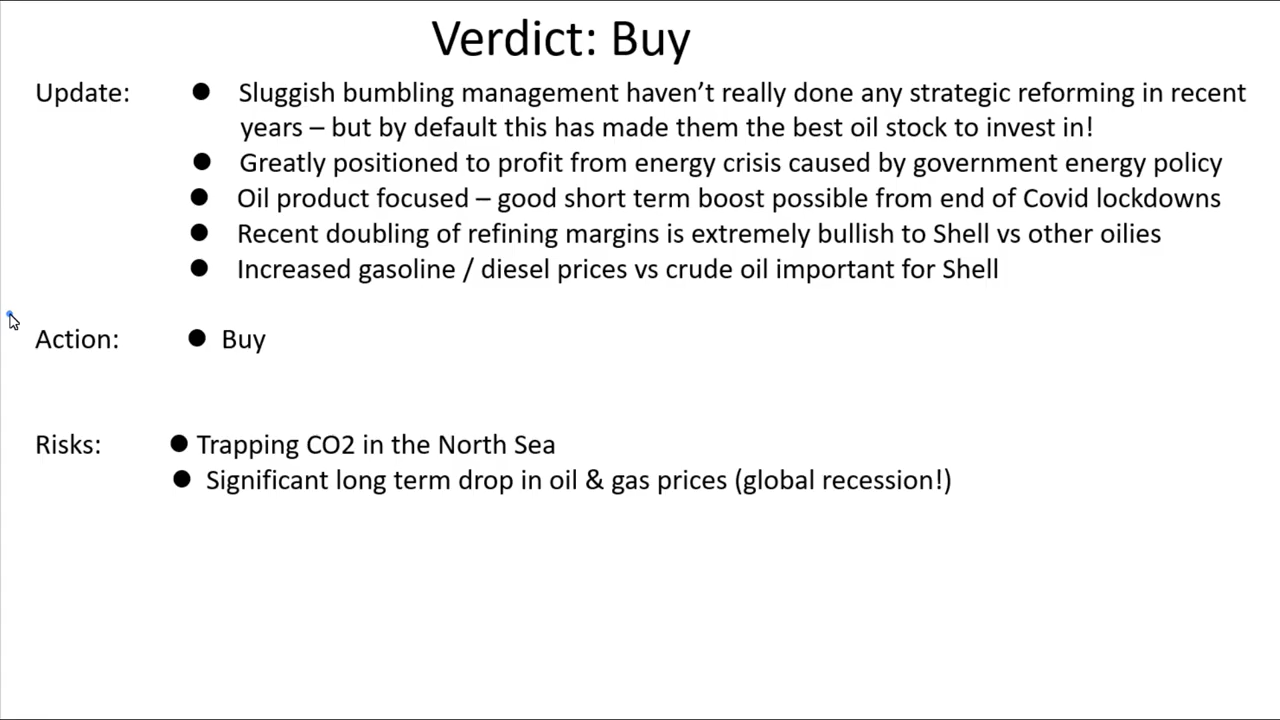 Verdict: Buy
Update: ● Sluggish bumbling management haven’t really done any strategic reforming in recent
years – but by default this has made them the best oil stock to invest in!
● Greatly positioned to profit from energy crisis caused by government energy policy
● Oil product focused – good short term boost possible from end of Covid lockdowns
● Recent doubling of refining margins is extremely bullish to Shell vs other oilies
● Increased gasoline / diesel prices vs crude oil important for Shell
Action: ● Buy
Risks: ● Trapping CO2 in the North Sea
● Significant long term drop in oil & gas prices (global recession!)